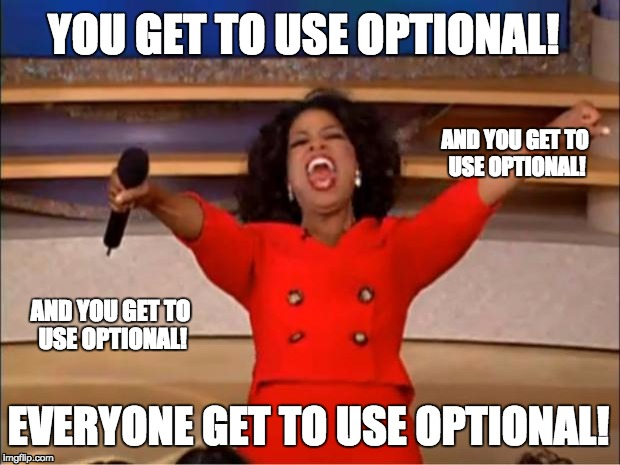 YOU GET TO USE OPTIONAL!
AND YOU GET TO
USE OPTIONAL!
AND YOU GET TO
USE OPTIONAL!
EVERYONE GET TO USE OPTIONAL!
imgflip.com